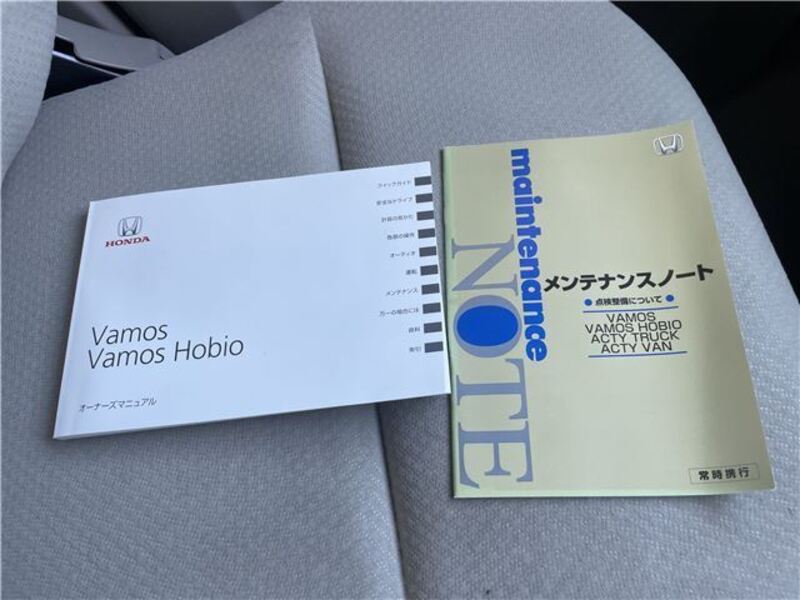 HONDA
Vamos
Vamos Hobio
オーナーズマニュアル
クイックガイド
安全なドライブ
計器の見かた
各部の操作
オーディオ
運転
メンテナンス
万一の場合には
資料
索引
maintenance
NOTE
メンテナンスノート
● 点検整備について ●
VAMOS
VAMOS HOBIO
ACTY TRUCK
ACTY VAN
常時携行